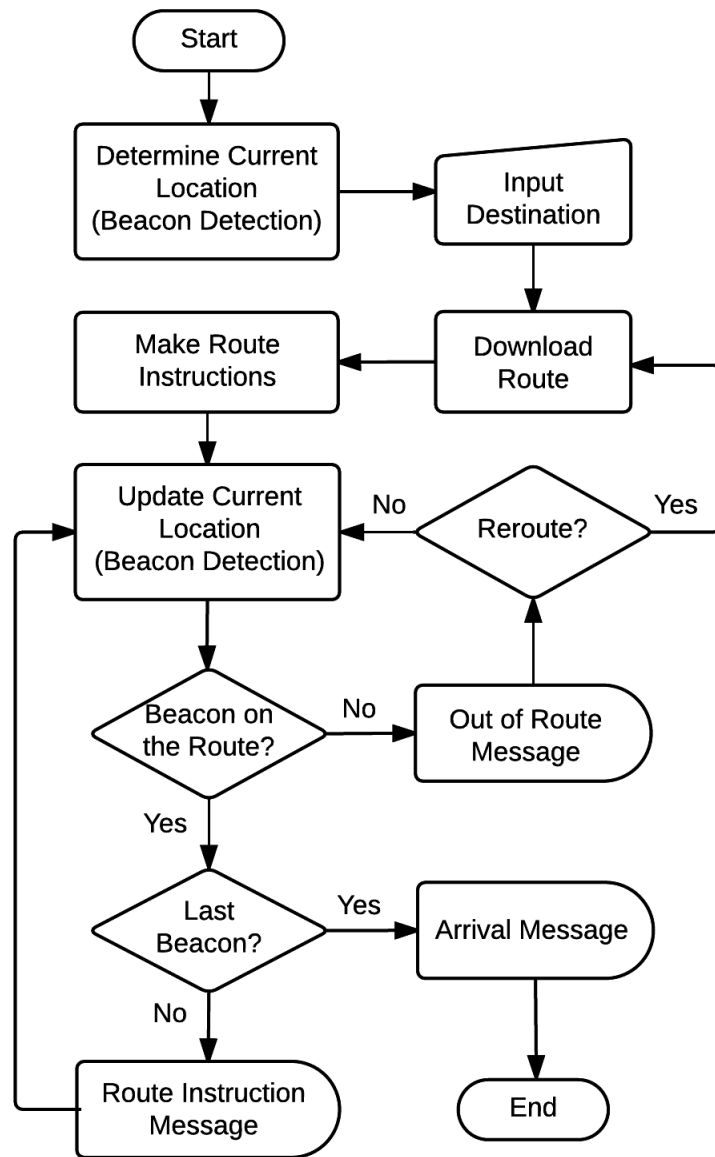 Start
Determine Current
Location
(Beacon Detection)
Input
Destination
Make Route
Instructions
Download
Route
Update Current
Location
(Beacon Detection)
No
Reroute?
Yes
Beacon on
the Route?
No
Out of Route
Message
Yes
Last
Beacon?
Yes
Arrival Message
No
Route Instruction
Message
End